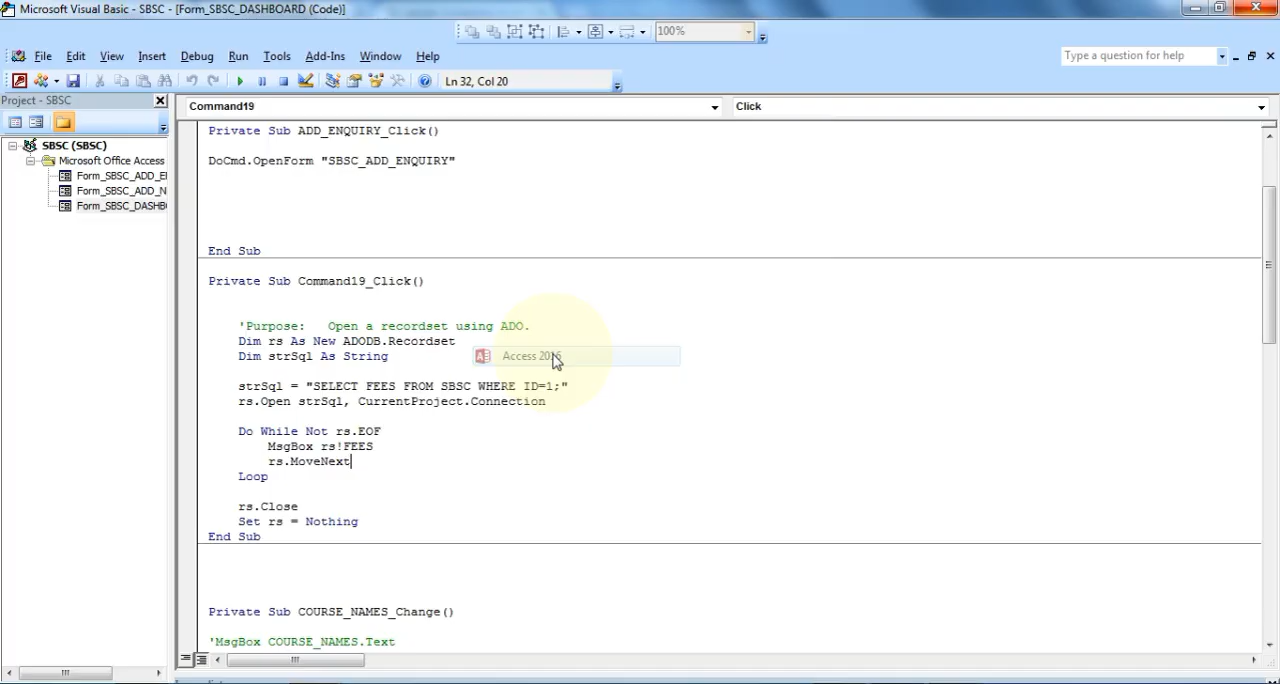 Microsoft Visual Basic - SBSC - [Form_SBSC_DASHBOARD (Code)]
100%
File Edit View Insert Debug Run Tools Add-Ins Window Help
Type a question for help
Ln 32, Col 20
Project - SBSC
Command19
Click
SBSC (SBSC)
Microsoft Office Access
Form_SBSC_ADD_E
Form_SBSC_ADD_N
Form_SBSC_DASHB
Private Sub ADD_ENQUIRY_Click()
DoCmd.OpenForm "SBSC_ADD_ENQUIRY"
End Sub
Private Sub Command19_Click()
'Purpose: Open a recordset using ADO.
Dim rs As New ADODB.Recordset
Dim strSql As String
Access 2016
strSql = "SELECT FEES FROM SBSC WHERE ID=1;"
rs.Open strSql, CurrentProject.Connection
Do While Not rs.EOF
MsgBox rs!FEES
rs.MoveNext
Loop
rs.Close
Set rs = Nothing
End Sub
Private Sub COURSE_NAMES_Change()
'MsgBox COURSE_NAMES.Text